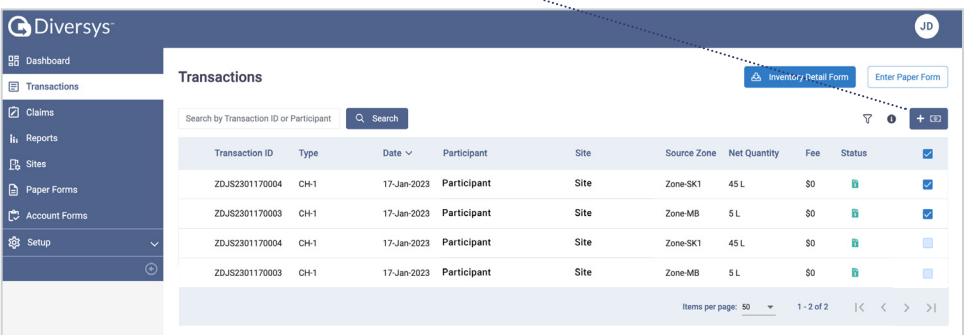 Diversys
JD
Dashboard
Transactions
Claims
Reports
Sites
Paper Forms
Account Forms
Setup
Transactions
Inventory Detail Form
Enter Paper Form
Search by Transaction ID or Participant
Search
Transaction ID Type Date Participant Site Source Zone Net Quantity Fee Status
ZDJS2301170004 CH-1 17-Jan-2023 Participant Site Zone-SK1 45 L $0
ZDJS2301170003 CH-1 17-Jan-2023 Participant Site Zone-MB 5 L $0
ZDJS2301170004 CH-1 17-Jan-2023 Participant Site Zone-SK1 45 L $0
ZDJS2301170003 CH-1 17-Jan-2023 Participant Site Zone-MB 5 L $0
Items per page: 50 1 - 2 of 2